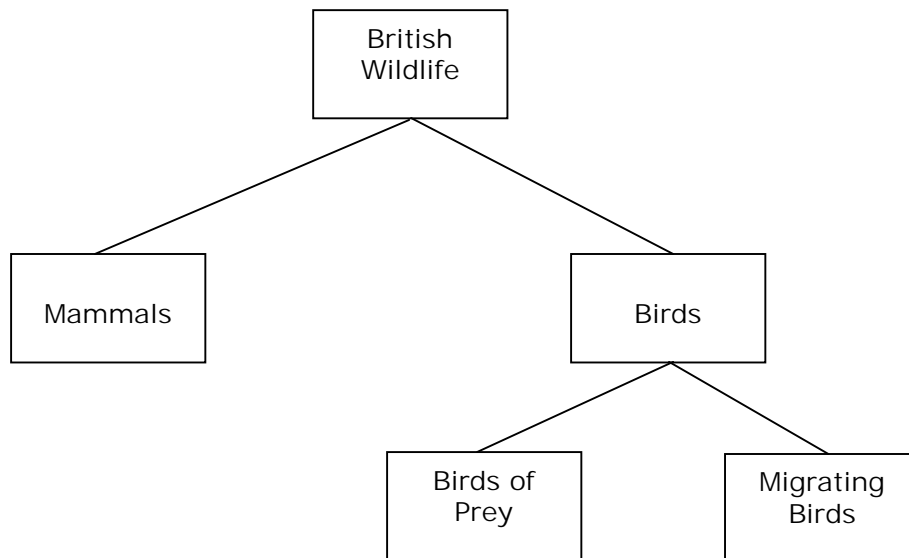 British
Wildlife
Mammals
Birds
Birds of
Prey
Migrating
Birds